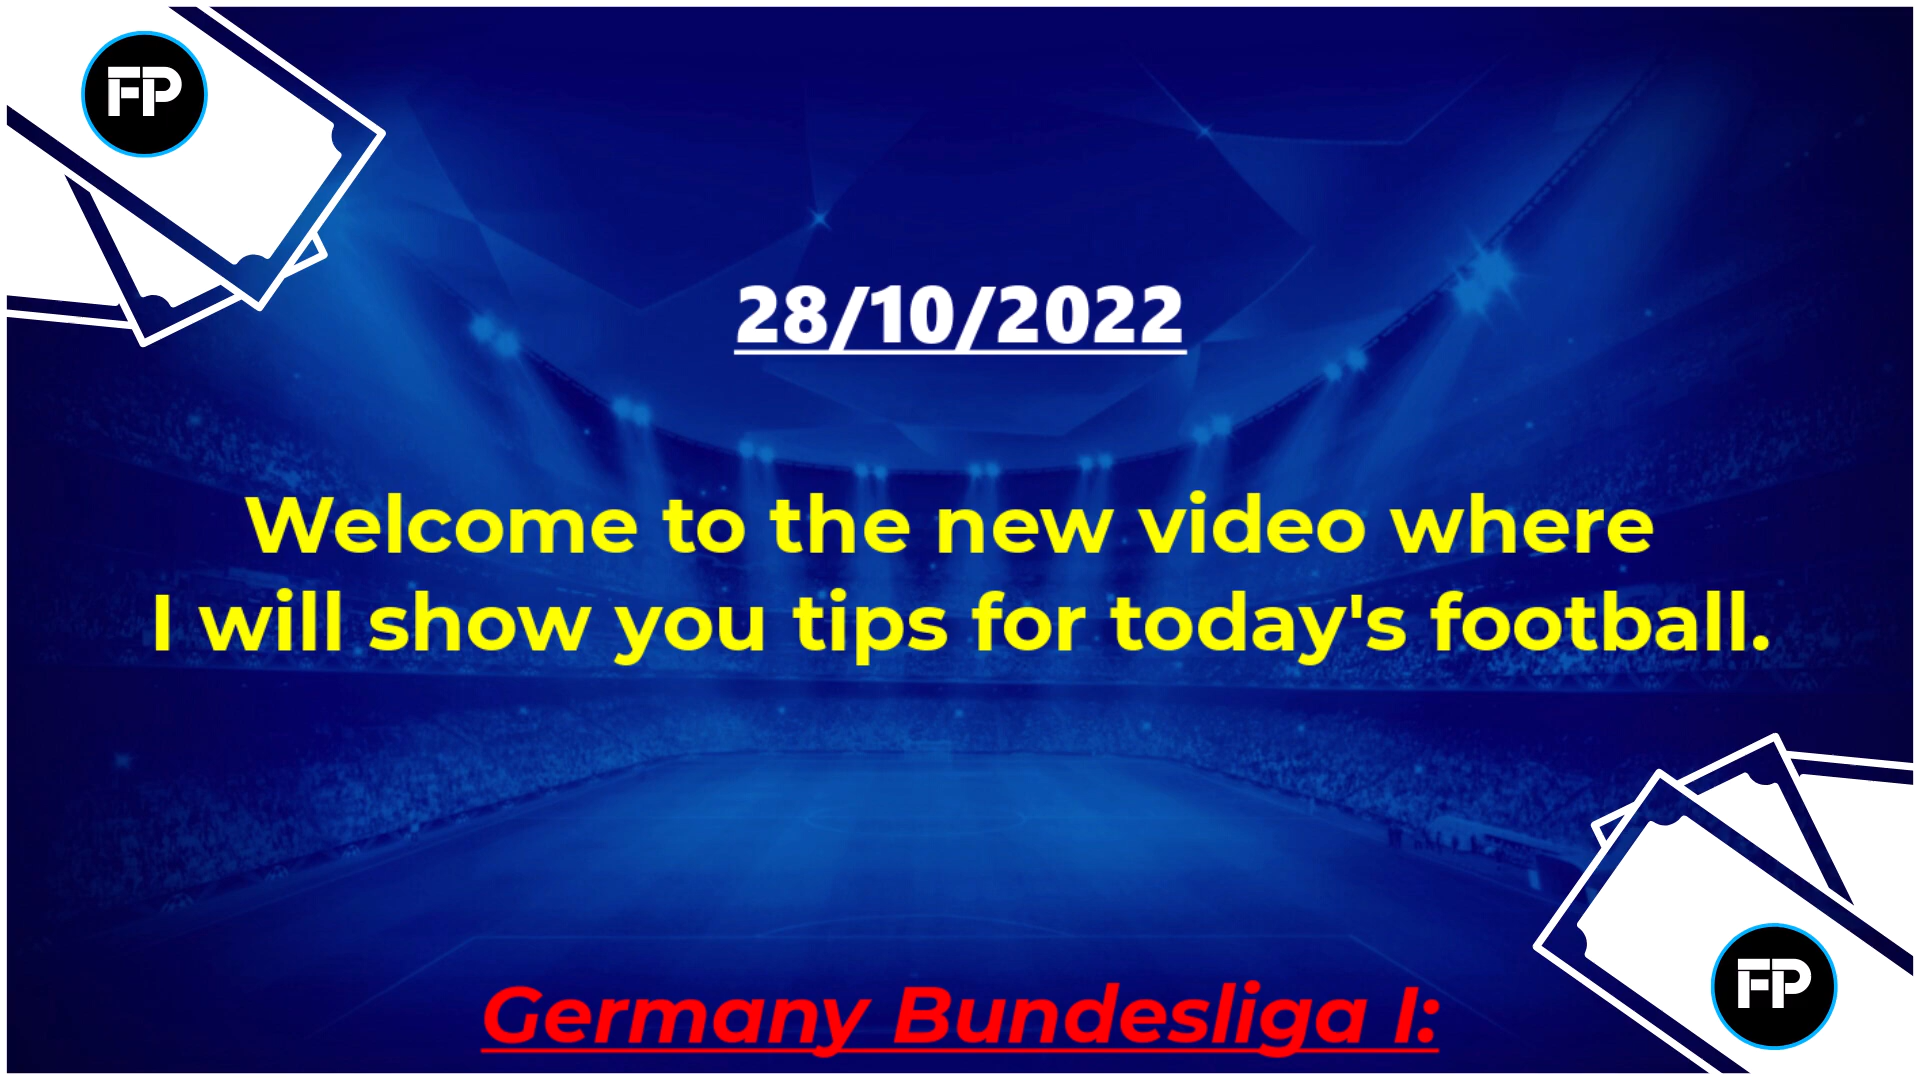 FP
28/10/2022
Welcome to the new video where
I will show you tips for today's football.
Germany Bundesliga I:
FP